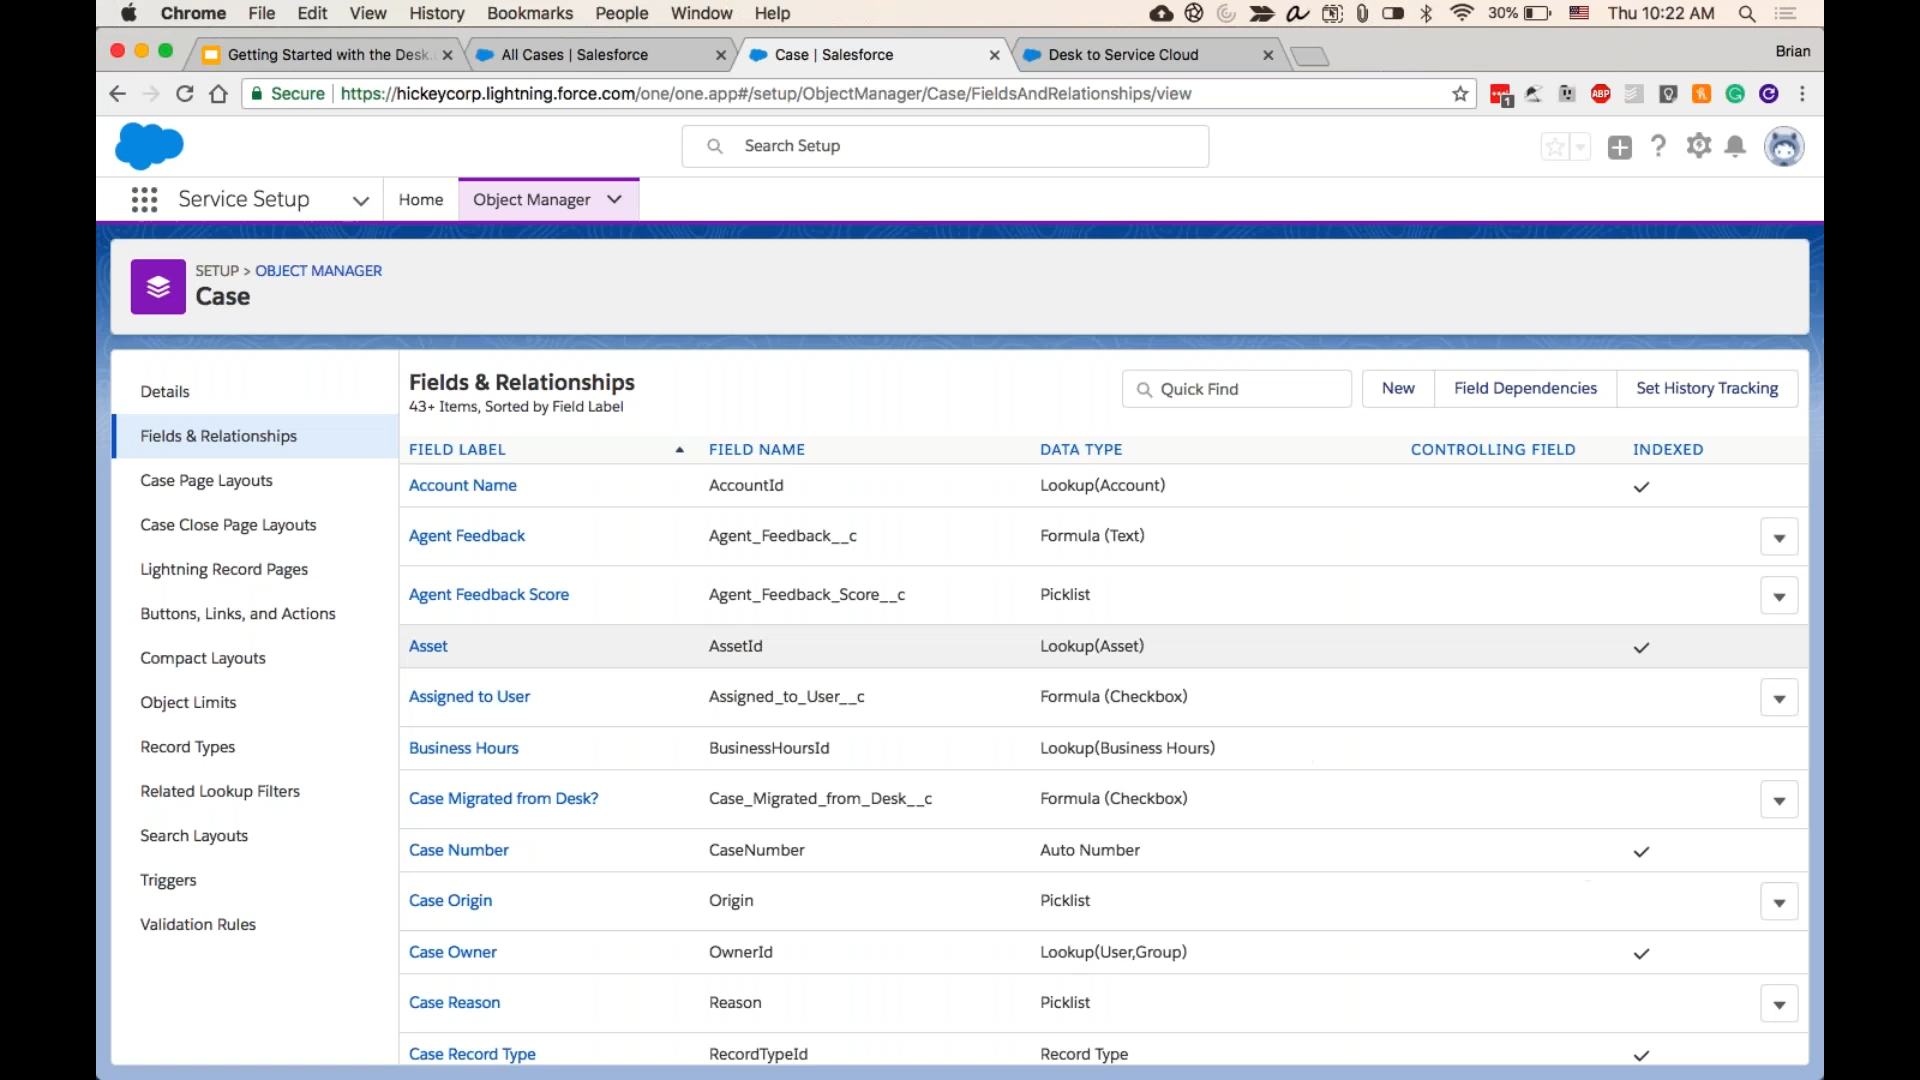 Chrome File Edit View History Bookmarks People Window Help 30% Thu 10:22 AM
Getting Started with the Desk. All Cases | Salesforce Case | Salesforce Desk to Service Cloud Brian
Secure https://hickeycorp.lightning.force.com/one/one.app#/setup/ObjectManager/Case/FieldsAndRelationships/view 1 ABP
Search Setup
Service Setup Home Object Manager
SETUP > OBJECT MANAGER
Case
Details
Fields & Relationships
Case Page Layouts
Case Close Page Layouts
Lightning Record Pages
Buttons, Links, and Actions
Compact Layouts
Object Limits
Record Types
Related Lookup Filters
Search Layouts
Triggers
Validation Rules
Fields & Relationships
43+ Items, Sorted by Field Label
Quick Find New Field Dependencies Set History Tracking
FIELD LABEL FIELD NAME DATA TYPE CONTROLLING FIELD INDEXED
Account Name AccountId Lookup(Account)
Agent Feedback Agent_Feedback__c Formula (Text)
Agent Feedback Score Agent_Feedback_Score__c Picklist
Asset AssetId Lookup(Asset)
Assigned to User Assigned_to_User__c Formula (Checkbox)
Business Hours BusinessHoursId Lookup(Business Hours)
Case Migrated from Desk? Case_Migrated_from_Desk__c Formula (Checkbox)
Case Number CaseNumber Auto Number
Case Origin Origin Picklist
Case Owner OwnerId Lookup(User,Group)
Case Reason Reason Picklist
Case Record Type RecordTypeId Record Type